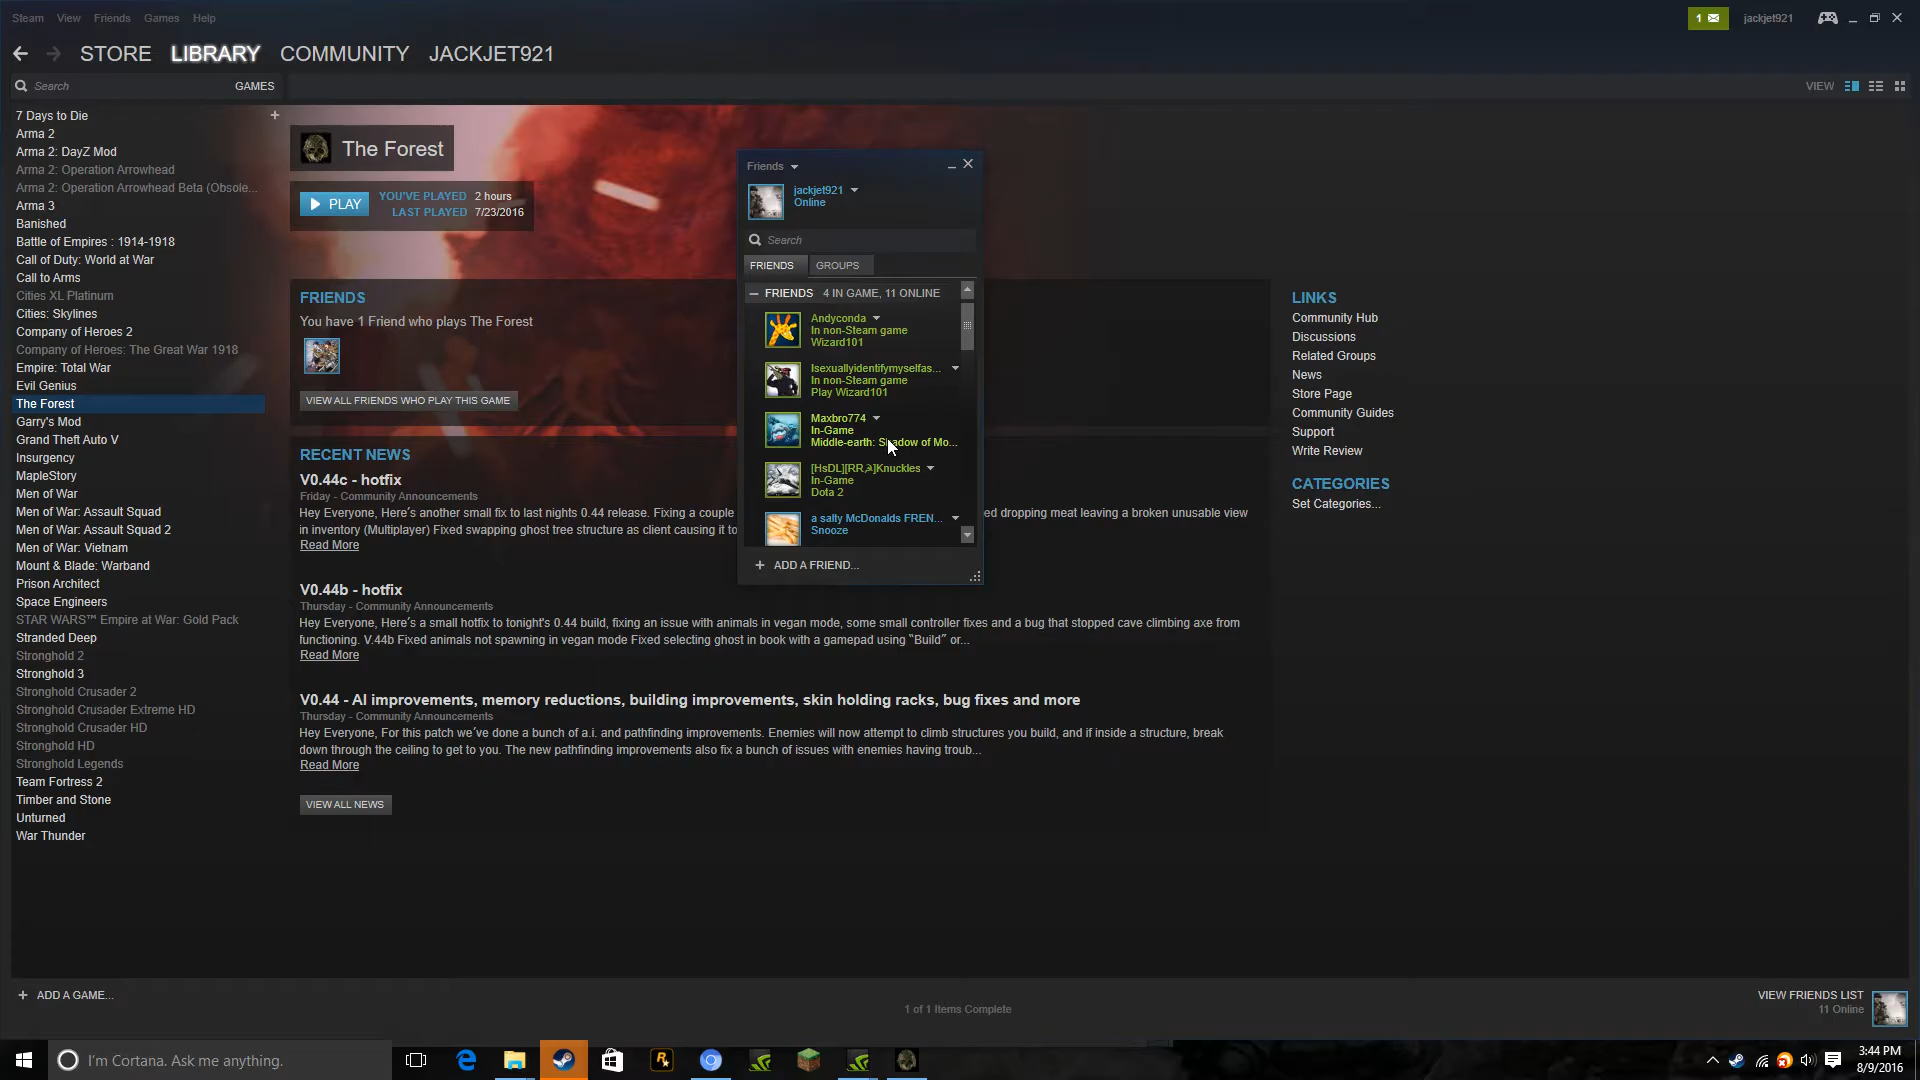 Steam View Friends Games Help
1 jackjet921
STORE LIBRARY COMMUNITY JACKJET921
Search GAMES
VIEW
7 Days to Die
Arma 2
Arma 2: DayZ Mod
Arma 2: Operation Arrowhead
Arma 2: Operation Arrowhead Beta (Obsole...
Arma 3
Banished
Battle of Empires : 1914-1918
Call of Duty: World at War
Call to Arms
Cities XL Platinum
Cities: Skylines
Company of Heroes 2
Company of Heroes: The Great War 1918
Empire: Total War
Evil Genius
The Forest
Garry's Mod
Grand Theft Auto V
Insurgency
MapleStory
Men of War
Men of War: Assault Squad
Men of War: Assault Squad 2
Men of War: Vietnam
Mount & Blade: Warband
Prison Architect
Space Engineers
STAR WARS™ Empire at War: Gold Pack
Stranded Deep
Stronghold 2
Stronghold 3
Stronghold Crusader 2
Stronghold Crusader Extreme HD
Stronghold Crusader HD
Stronghold HD
Stronghold Legends
Team Fortress 2
Timber and Stone
Unturned
War Thunder
The Forest
PLAY
YOU'VE PLAYED 2 hours
LAST PLAYED 7/23/2016
FRIENDS
You have 1 Friend who plays The Forest
VIEW ALL FRIENDS WHO PLAY THIS GAME
RECENT NEWS
V0.44c - hotfix
Friday - Community Announcements
Hey Everyone, Here's another small fix to last nights 0.44 release. Fixing a couple ed dropping meat leaving a broken unusable view
in inventory (Multiplayer) Fixed swapping ghost tree structure as client causing it to
Read More
V0.44b - hotfix
Thursday - Community Announcements
Hey Everyone, Here's a small hotfix to tonight's 0.44 build, fixing an issue with animals in vegan mode, some small controller fixes and a bug that stopped cave climbing axe from
functioning. V.44b Fixed animals not spawning in vegan mode Fixed selecting ghost in book with a gamepad using "Build" or...
Read More
V0.44 - AI improvements, memory reductions, building improvements, skin holding racks, bug fixes and more
Thursday - Community Announcements
Hey Everyone, For this patch we've done a bunch of a.i. and pathfinding improvements. Enemies will now attempt to climb structures you build, and if inside a structure, break
down through the ceiling to get to you. The new pathfinding improvements also fix a bunch of issues with enemies having troub...
Read More
VIEW ALL NEWS
Friends
jackjet921
Online
Search
FRIENDS GROUPS
FRIENDS 4 IN GAME, 11 ONLINE
Andyconda
In non-Steam game
Wizard101
Isexuallyidentifymyselfas...
In non-Steam game
Play Wizard101
Maxbro774
In-Game
Middle-earth: Shadow of Mo...
[HsDL][RR☭]Knuckles
In-Game
Dota 2
a salty McDonalds FREN...
Snooze
+ ADD A FRIEND...
LINKS
Community Hub
Discussions
Related Groups
News
Store Page
Community Guides
Support
Write Review
CATEGORIES
Set Categories...
+ ADD A GAME...
1 of 1 Items Complete
VIEW FRIENDS LIST
11 Online
I'm Cortana. Ask me anything.
3:44 PM
8/9/2016